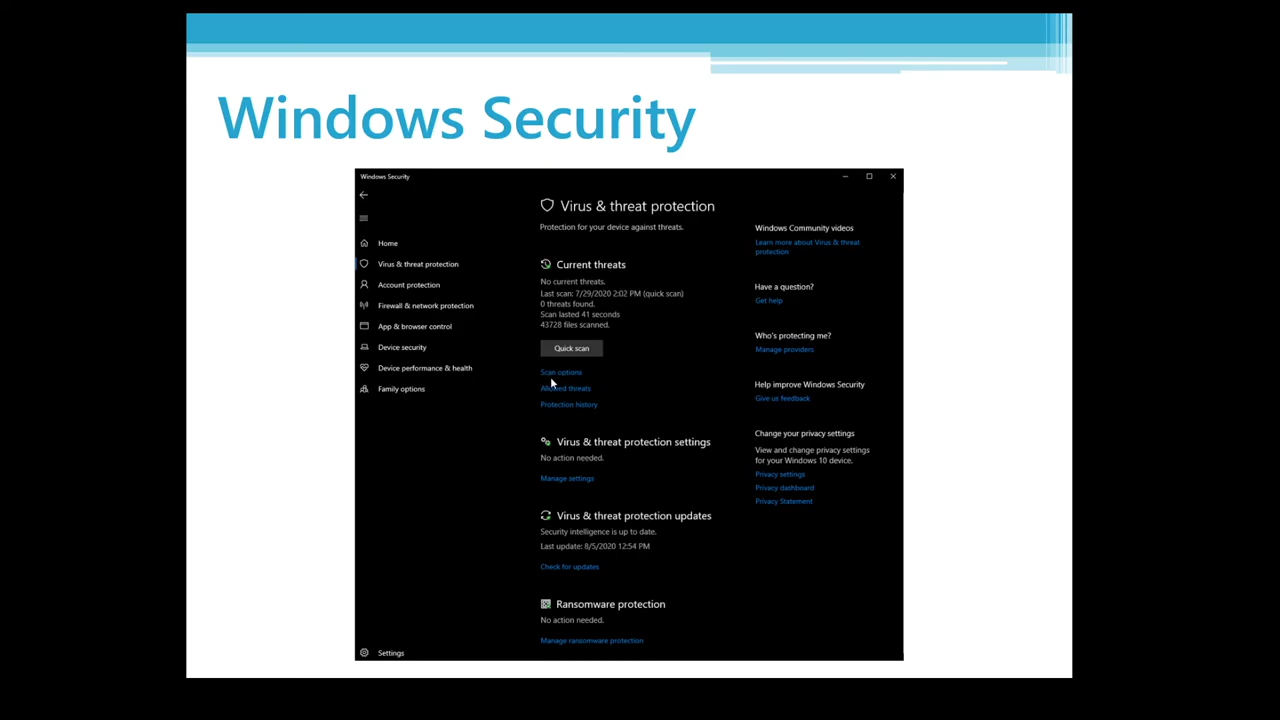 Windows Security
Windows Security
Home
Virus & threat protection
Account protection
Firewall & network protection
App & browser control
Device security
Device performance & health
Family options
Settings
Virus & threat protection
Protection for your device against threats.
Current threats
No current threats.
Last scan: 7/29/2020 2:02 PM (quick scan)
0 threats found.
Scan lasted 41 seconds
43728 files scanned.
Quick scan
Scan options
Allowed threats
Protection history
Virus & threat protection settings
No action needed.
Manage settings
Virus & threat protection updates
Security intelligence is up to date.
Last update: 8/5/2020 12:54 PM
Check for updates
Ransomware protection
No action needed.
Manage ransomware protection
Windows Community videos
Learn more about Virus & threat
protection
Have a question?
Get help
Who's protecting me?
Manage providers
Help improve Windows Security
Give us feedback
Change your privacy settings
View and change privacy settings
for your Windows 10 device.
Privacy settings
Privacy dashboard
Privacy Statement